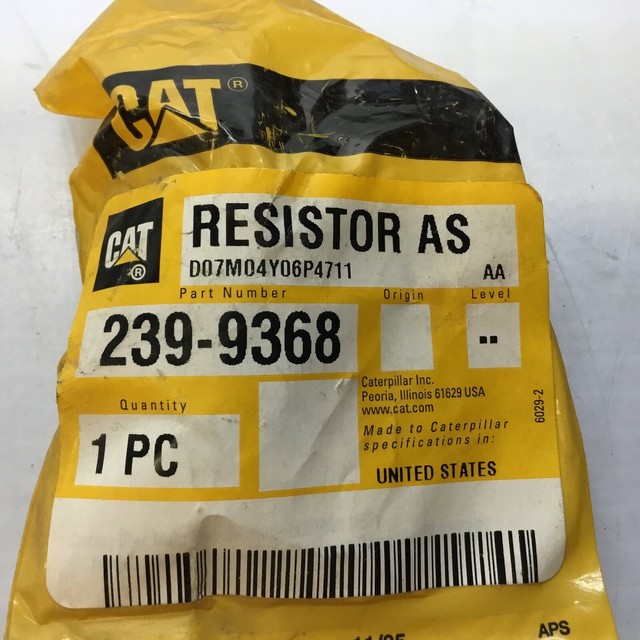 CAT ®
CAT ®
RESISTOR AS
D07M04Y06P4711 AA
Part Number Origin Level
239-9368 --
Quantity
1 PC
Caterpillar Inc.
Peoria, Illinois 61629 USA
www.cat.com
Made to Caterpillar
specifications in:
UNITED STATES
6029-2
APS